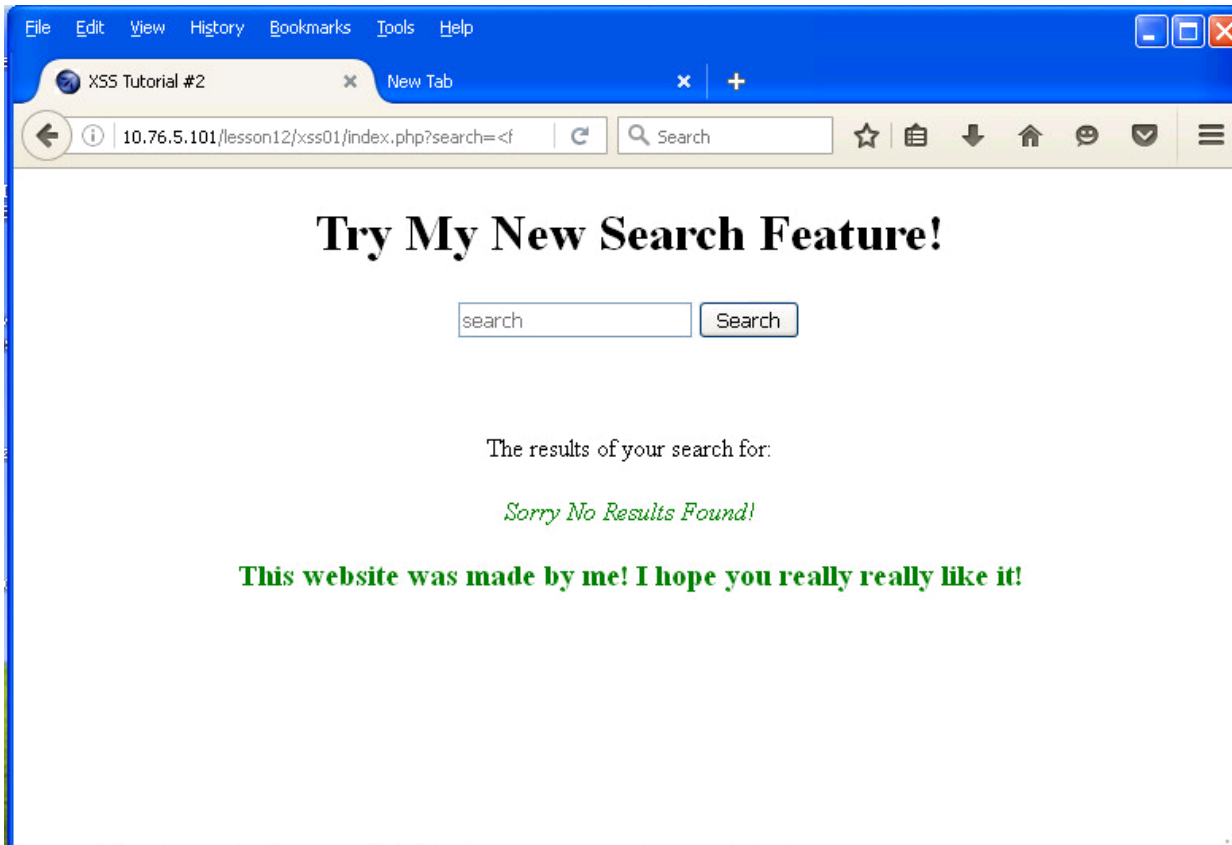 File Edit View History Bookmarks Tools Help
XSS Tutorial #2
New Tab
10.76.5.101/lesson12/xss01/index.php?search=<f
Search
Try My New Search Feature!
search
Search
The results of your search for:
Sorry No Results Found!
This website was made by me! I hope you really really like it!